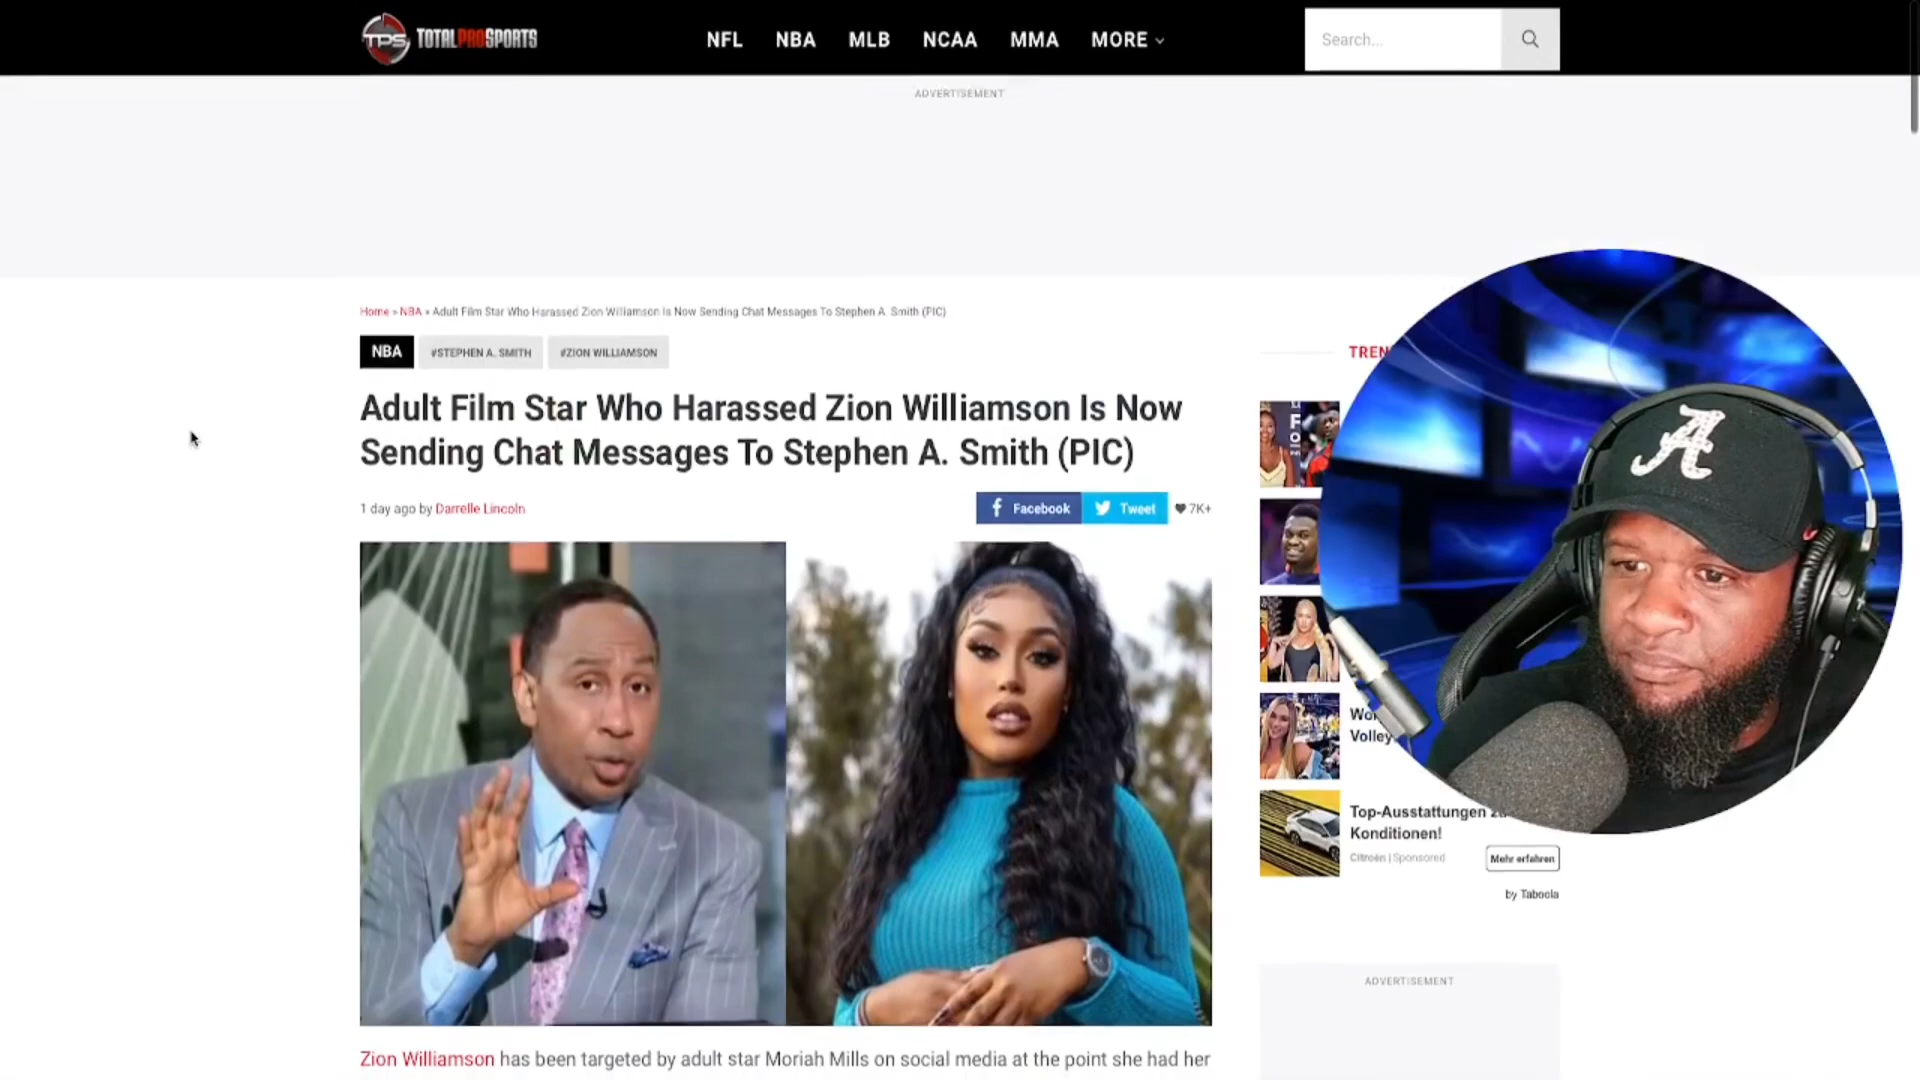 TPS TOTALPROSPORTS
NFL NBA MLB NCAA MMA MORE
Search...
ADVERTISEMENT
Home » NBA » Adult Film Star Who Harassed Zion Williamson Is Now Sending Chat Messages To Stephen A. Smith (PIC)
NBA #STEPHEN A. SMITH #ZION WILLIAMSON
Adult Film Star Who Harassed Zion Williamson Is Now
Sending Chat Messages To Stephen A. Smith (PIC)
1 day ago by Darrelle Lincoln
Facebook Tweet 7K+
Zion Williamson has been targeted by adult star Moriah Mills on social media at the point she had her
TREN
Volley
Top-Ausstattungen
Konditionen!
Citroën | Sponsored
Mehr erfahren
by Taboola
ADVERTISEMENT
A